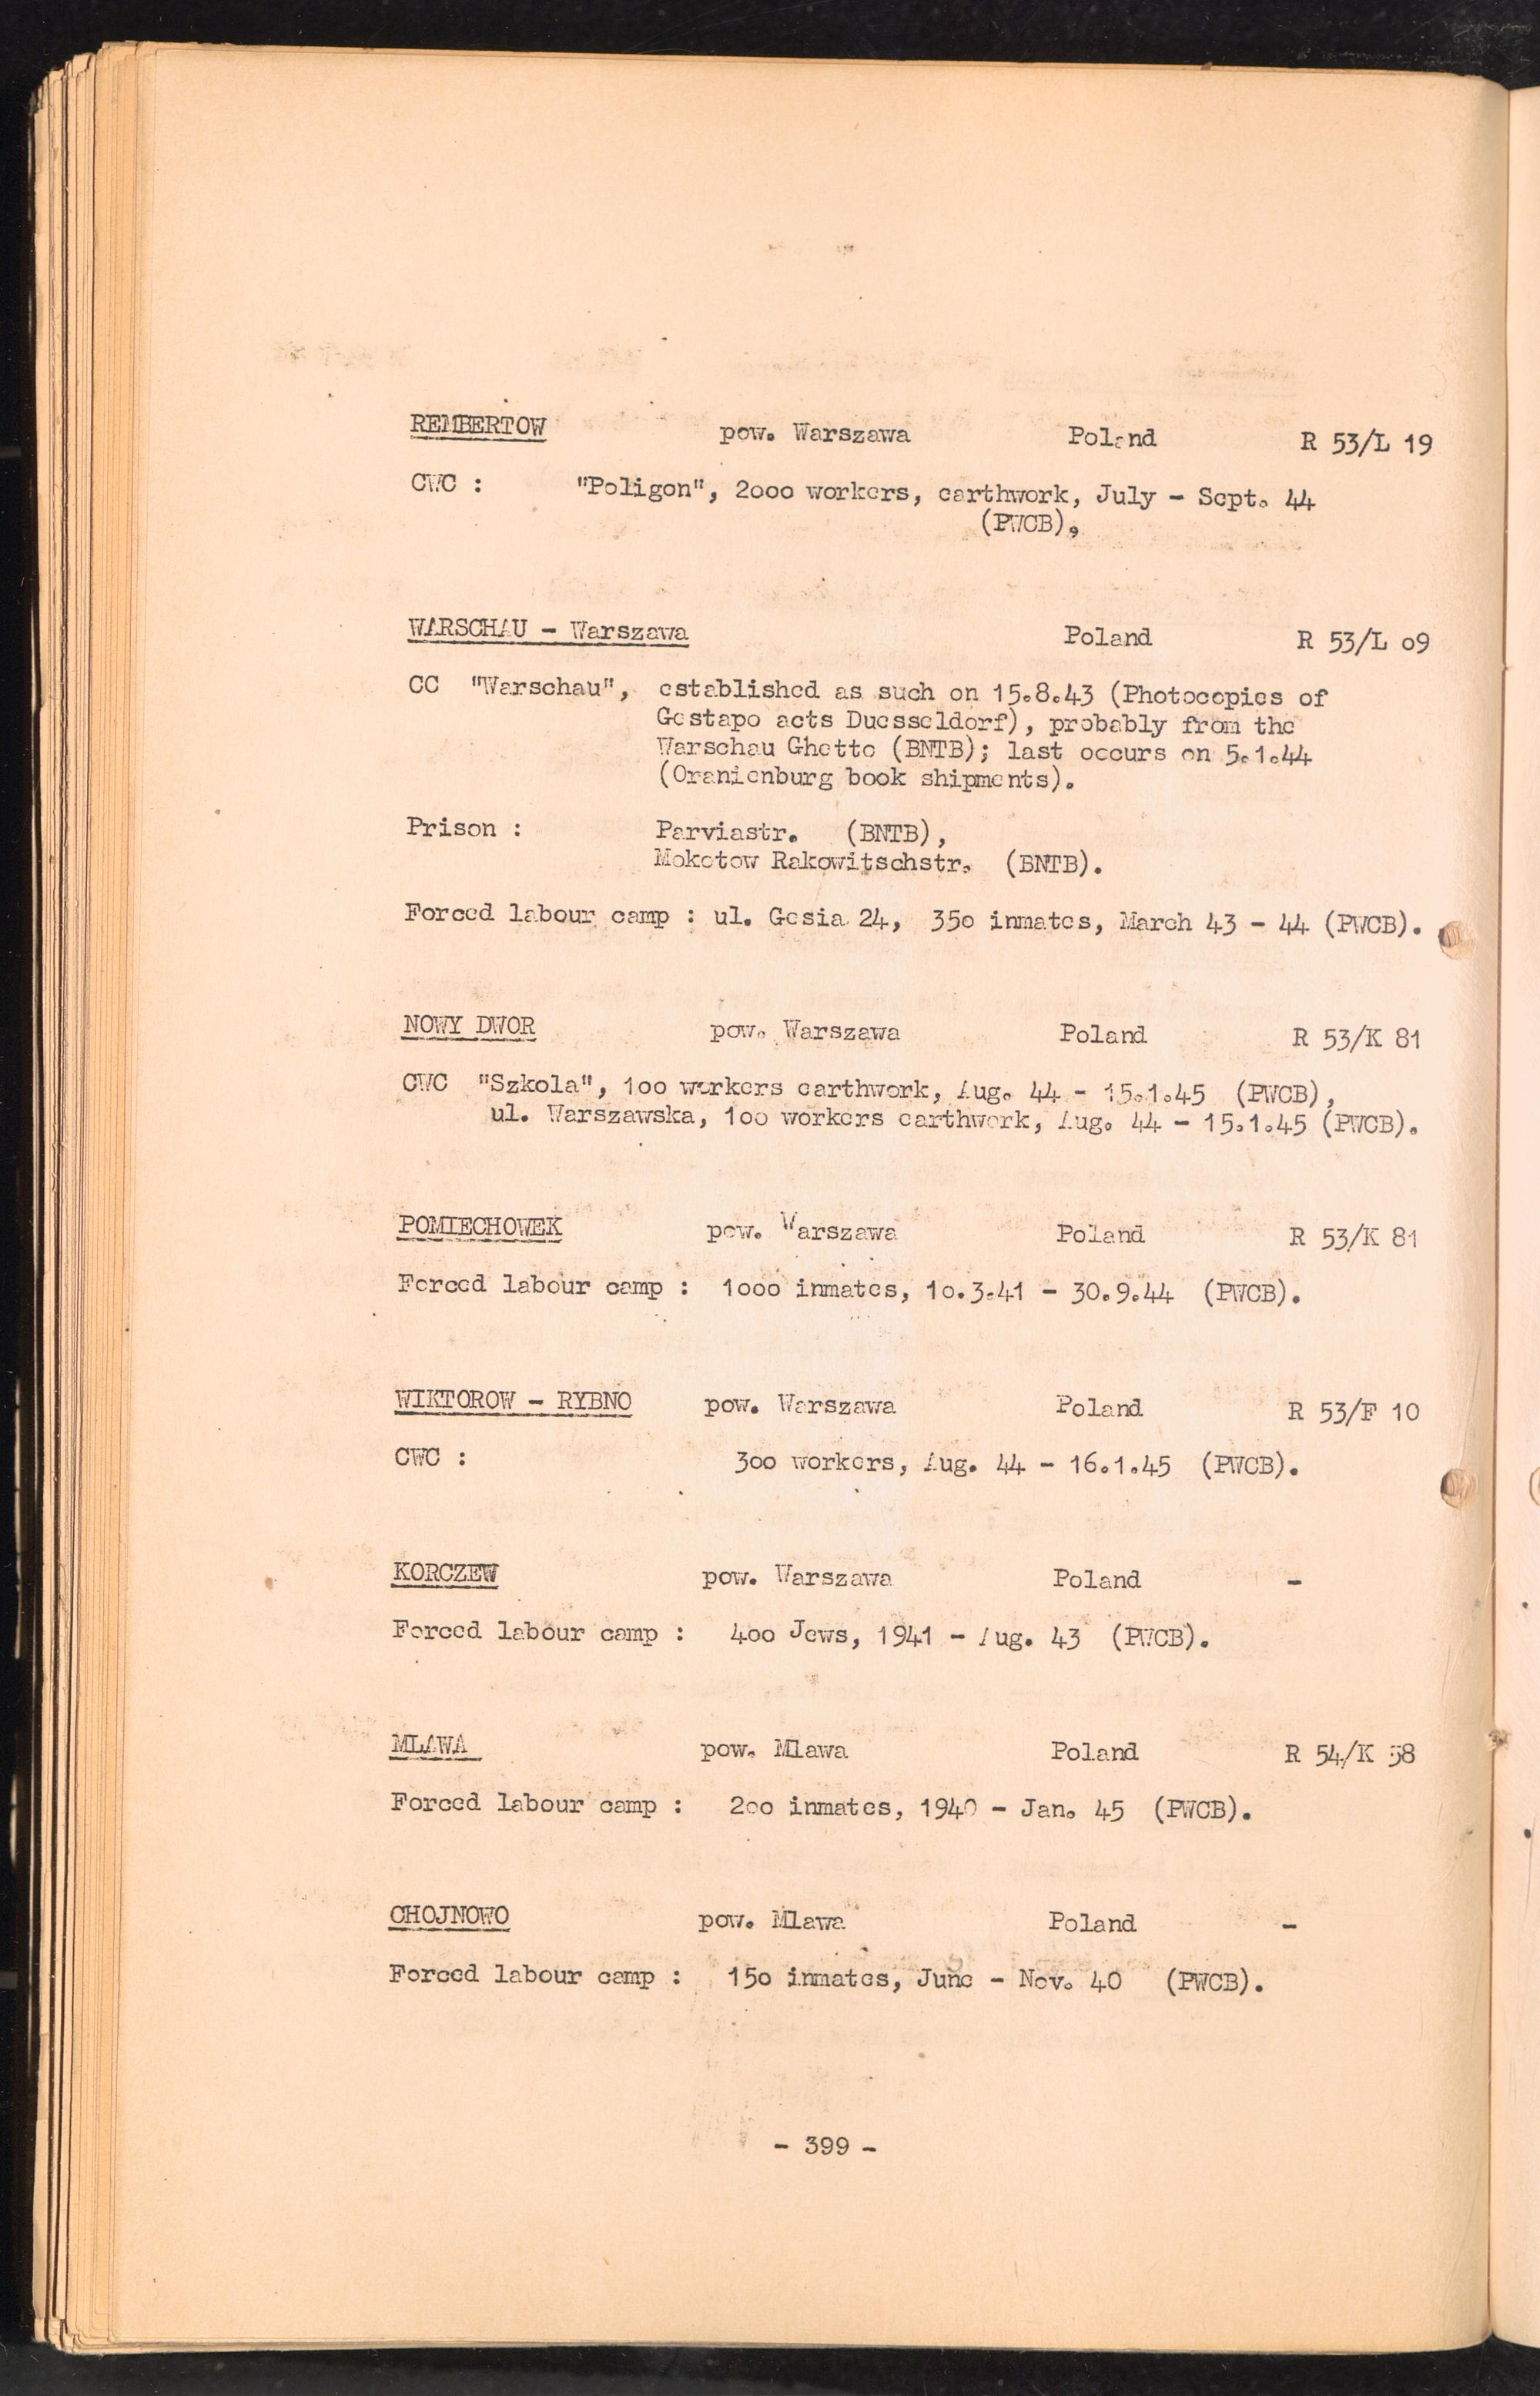 REMBERTOW pow. Warszawa Poland R 53/L 19
CWC : "Poligon", 2000 workers, earthwork, July - Sept. 44
(PWCB),
WARSCHAU - Warszawa Poland R 53/L 09
CC "Warschau", established as such on 15.8.43 (Photocopies of
Gestapo acts Duesseldorf), probably from the
Warschau Ghetto (BNTB); last occurs on 5.1.44
(Oranienburg book shipments).
Prison : Parviastr. (BNTB),
Mokotow Rakowitschstr. (BNTB).
Forced labour camp : ul. Gesia 24, 350 inmates, March 43 - 44 (PWCB).
NOWY DWOR pow. Warszawa Poland R 53/K 81
CWC "Szkola", 100 workers earthwork, Aug. 44 - 15.1.45 (PWCB),
ul. Warszawska, 100 workers earthwork, Aug. 44 - 15.1.45 (PWCB).
POMIECHOWEK pow. Warszawa Poland R 53/K 81
Forced labour camp : 1000 inmates, 10.3.41 - 30.9.44 (PWCB).
WIKTOROW - RYBNO pow. Warszawa Poland R 53/F 10
CWC : 300 workers, Aug. 44 - 16.1.45 (PWCB).
KORCZEW pow. Warszawa Poland -
Forced labour camp : 400 Jews, 1941 - Aug. 43 (PWCB).
MLAWA pow. Mlawa Poland R 54/K 58
Forced labour camp : 200 inmates, 1940 - Jan. 45 (PWCB).
CHOJNOWO pow. Mlawa Poland -
Forced labour camp : 150 inmates, June - Nov. 40 (PWCB).
- 399 -